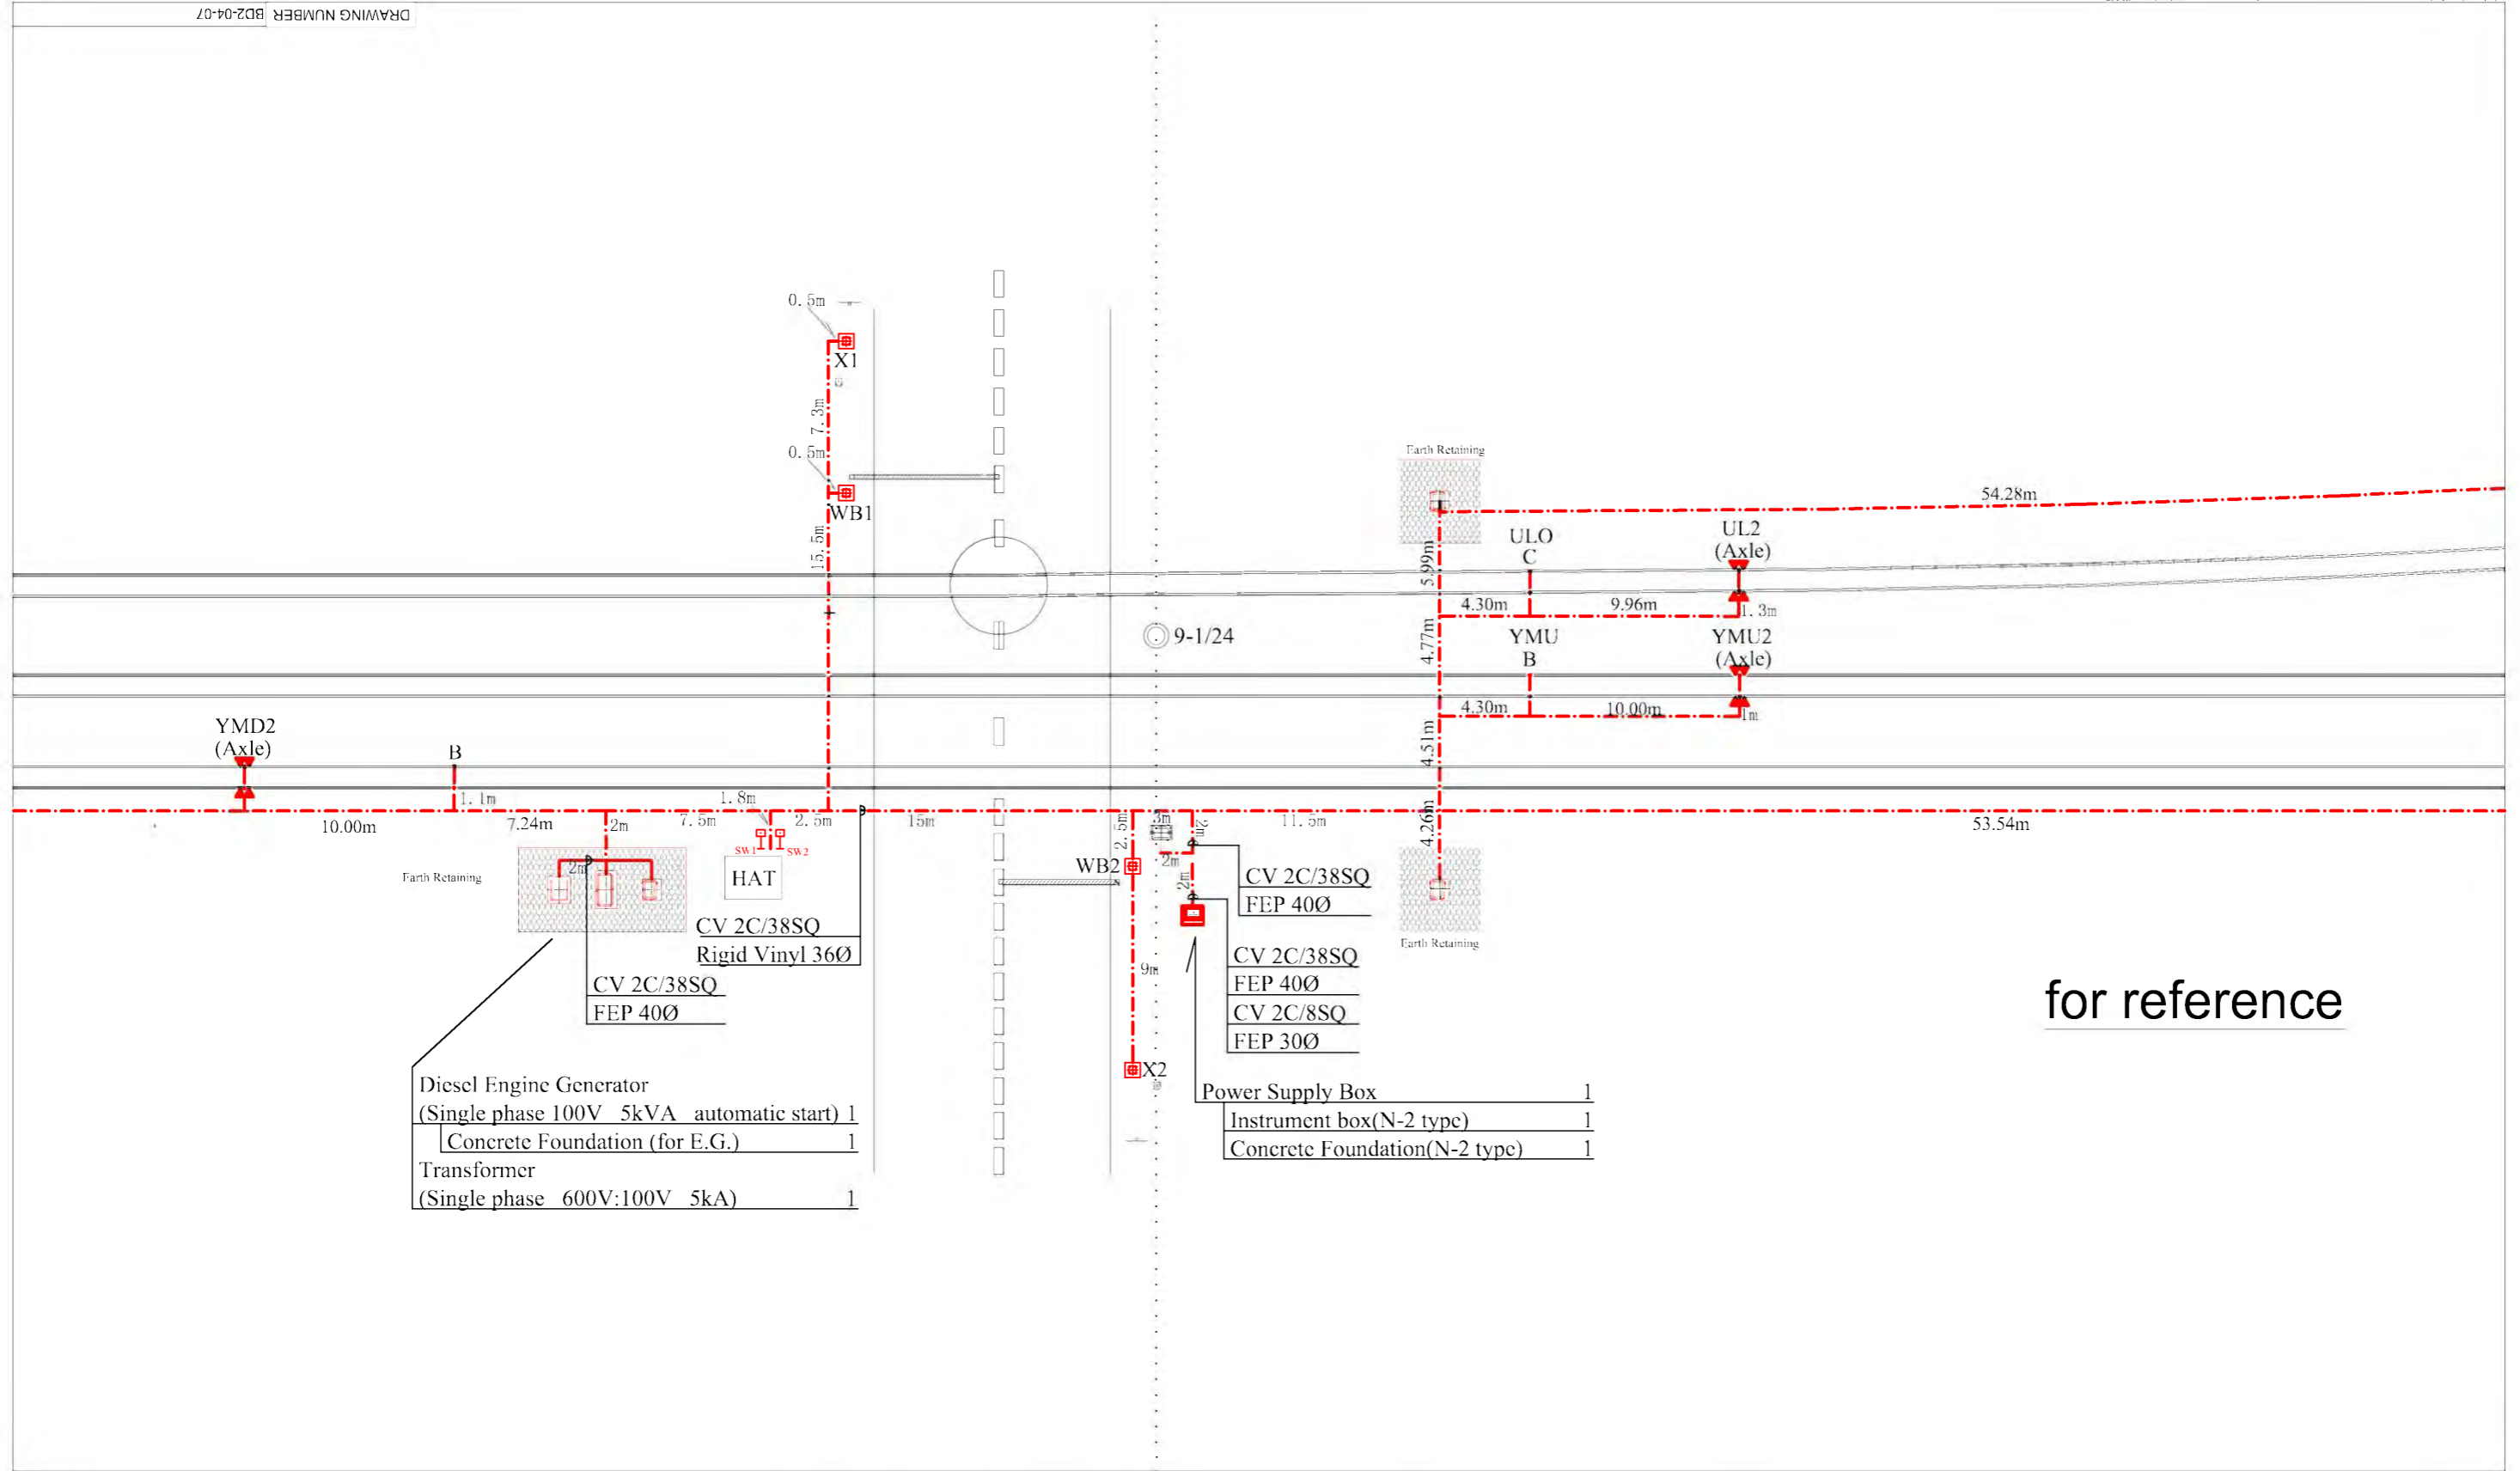 DRAWING NUMBER BD2-04-07
0.5m
X1
7.3m
0.5m
WB1
15.5m
Earth Retaining
54.28m
ULO
C
UL2
(Axle)
5.99m
4.30m
9.96m
1.3m
9-1/24
4.77m
YMU
B
YMU2
(Axle)
4.30m
10.00m
1m
YMD2
(Axle)
B
4.51m
1.1m
1.8m
10.00m
7.24m
2m
7.5m
2.5m
15m
2.5m
3m
2m
11.5m
4.26m
53.54m
SW1
SW2
WB2
2m
2m
Earth Retaining
2m
HAT
CV 2C/38SQ
FEP 40Ø
CV 2C/38SQ
Rigid Vinyl 36Ø
Earth Retaining
CV 2C/38SQ
FEP 40Ø
9m
CV 2C/38SQ
FEP 40Ø
CV 2C/8SQ
FEP 30Ø
for reference
X2
Diesel Engine Generator
(Single phase 100V 5kVA automatic start) 1
Concrete Foundation (for E.G.) 1
Transformer
(Single phase 600V:100V 5kA) 1
Power Supply Box 1
Instrument box(N-2 type) 1
Concrete Foundation(N-2 type) 1